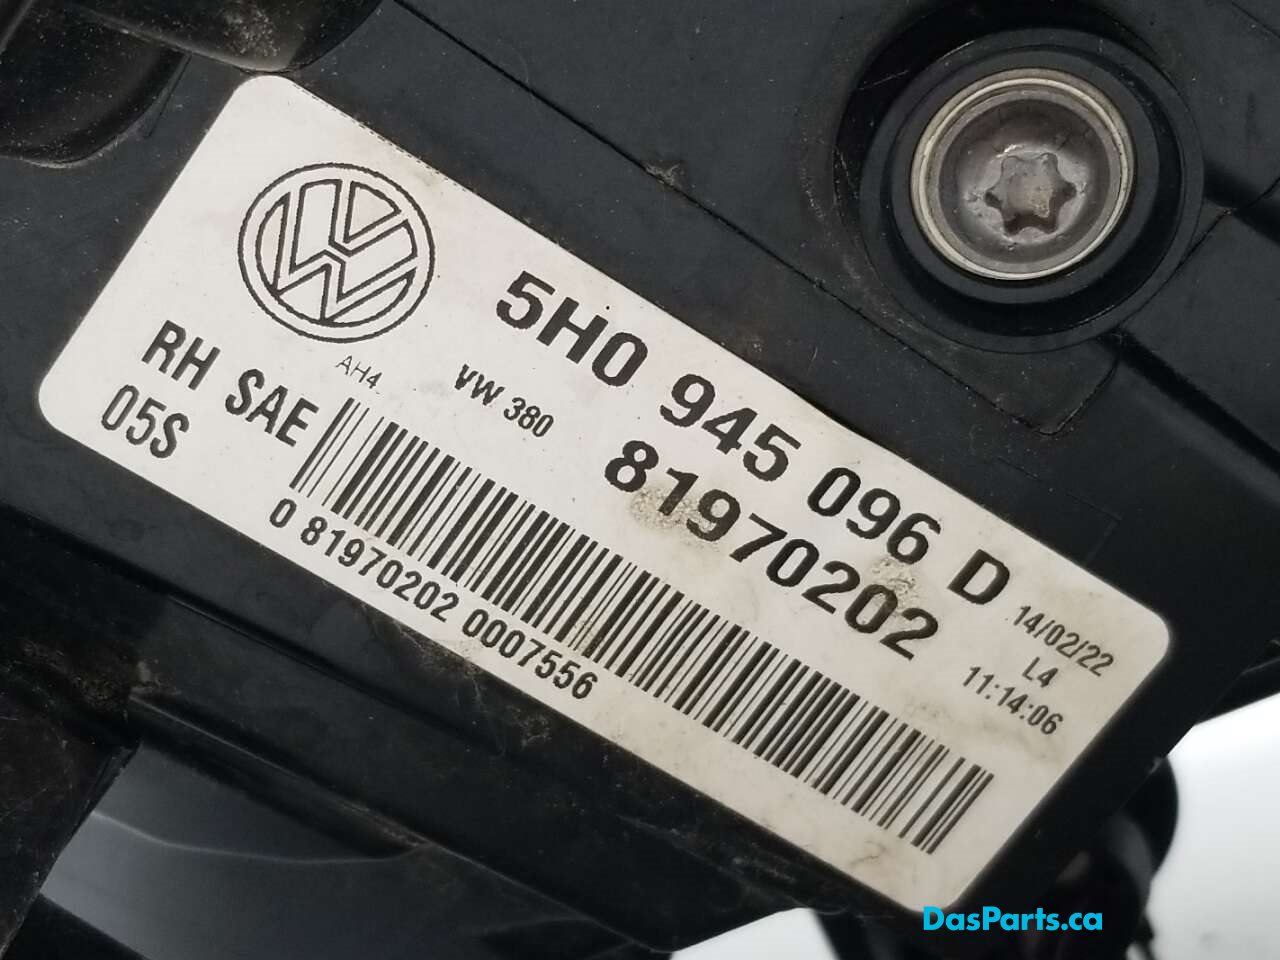 VW
5H0 945 096 D
AH4
VW 380
81970202
14/02/22
L4
11:14:06
RH SAE
05S
0 81970202 0007556
DasParts.ca